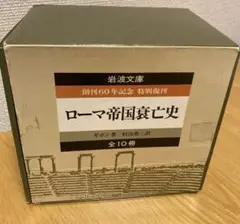 岩波文庫
創刊60年記念 特別復刊
ローマ帝国衰亡史
ギボン著 村山勇三訳
全10冊